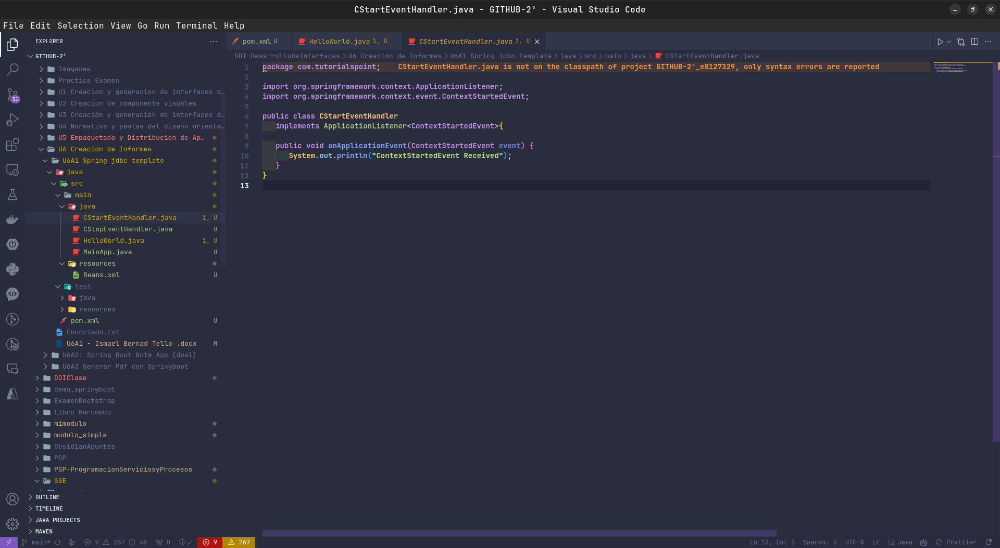 CStartEventHandler.java - GITHUB-2º - Visual Studio Code
File Edit Selection View Go Run Terminal Help
EXPLORER
GITHUB-2º
Imagenes
Practica Examen
U1 Creacion y generacion de interfaces d...
U2 Creacion de componente visuales
U3 Creación y generación de interfaces d...
U4 Normativa y pautas del diseño orienta...
U5 Empaquetado y Distribucion de Ap...
U6 Creacion de Informes
U6A1 Spring jdbc template
java
src
main
java
CStartEventHandler.java 1, U
CStopEventHandler.java U
HelloWorld.java 1, U
MainApp.java U
resources
Beans.xml U
test
java
resources
pom.xml U
Enunciado.txt
U6A1 - Ismael Bernad Tello .docx M
U6A2: Spring Boot Note App (dual)
U6A3 Generar Pdf con Springboot
DDIClase
demo_springboot
ExamenBootstrap
Libro Marcombo
mimodulo
modulo_simple
ObsidianApuntes
PSP
PSP-ProgramacionServiciosyProcesos
SGE
OUTLINE
TIMELINE
JAVA PROJECTS
MAVEN
51
pom.xml U
HelloWorld.java 1, U
CStartEventHandler.java 1, U
DDI-DesarrolloDeInterfaces > U6 Creacion de Informes > U6A1 Spring jdbc template > java > src > main > java > CStartEventHandler.java
1 package com.tutorialspoint; CStartEventHandler.java is not on the classpath of project GITHUB-2º_e8127329, only syntax errors are reported
2
3 import org.springframework.context.ApplicationListener;
4 import org.springframework.context.event.ContextStartedEvent;
5
6 public class CStartEventHandler
7 implements ApplicationListener<ContextStartedEvent>{
8
9 public void onApplicationEvent(ContextStartedEvent event) {
10 System.out.println("ContextStartedEvent Received");
11 }
12 }
13
main* 9 267 45 0 9 267
Ln 13, Col 1 Spaces: 3 UTF-8 LF Java Prettier